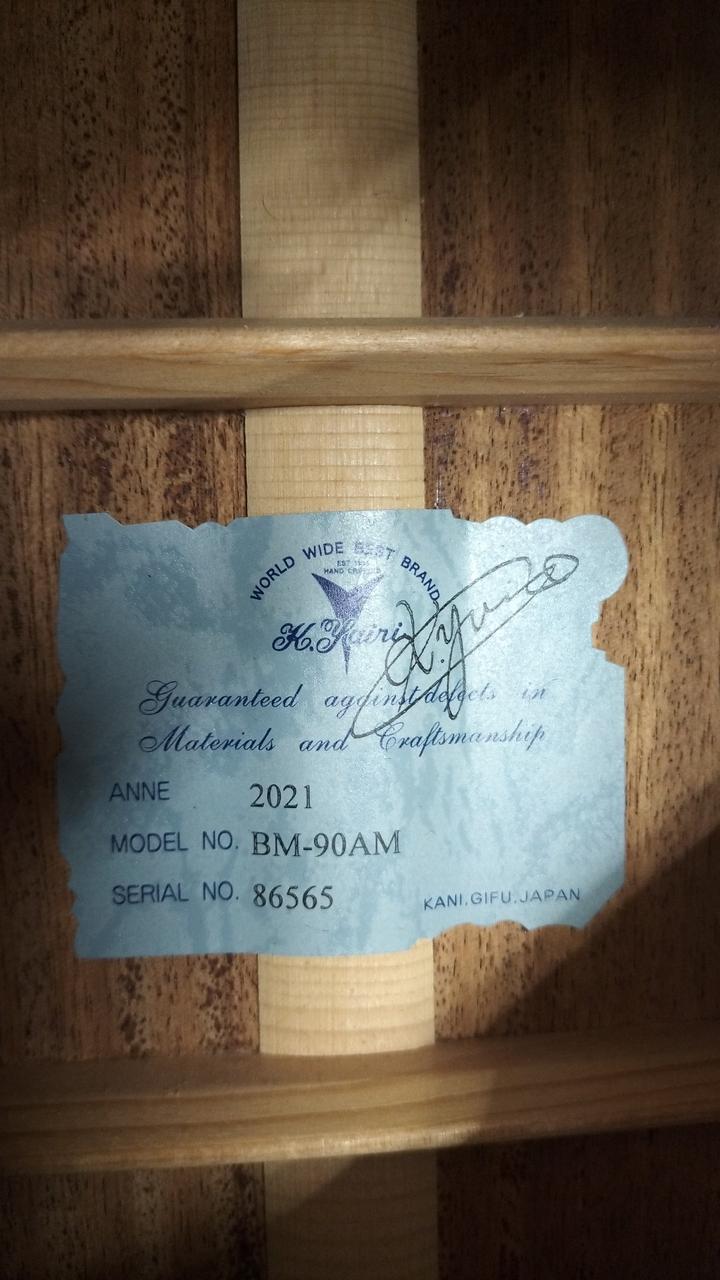 WORLD WIDE BEST BRAND
EST 1935
HAND CRAFTED
K.Yairi
K.Yairi
Guaranteed against defects in
Materials and Craftsmanship
ANNE 2021
MODEL NO. BM-90AM
SERIAL NO. 86565
KANI.GIFU.JAPAN